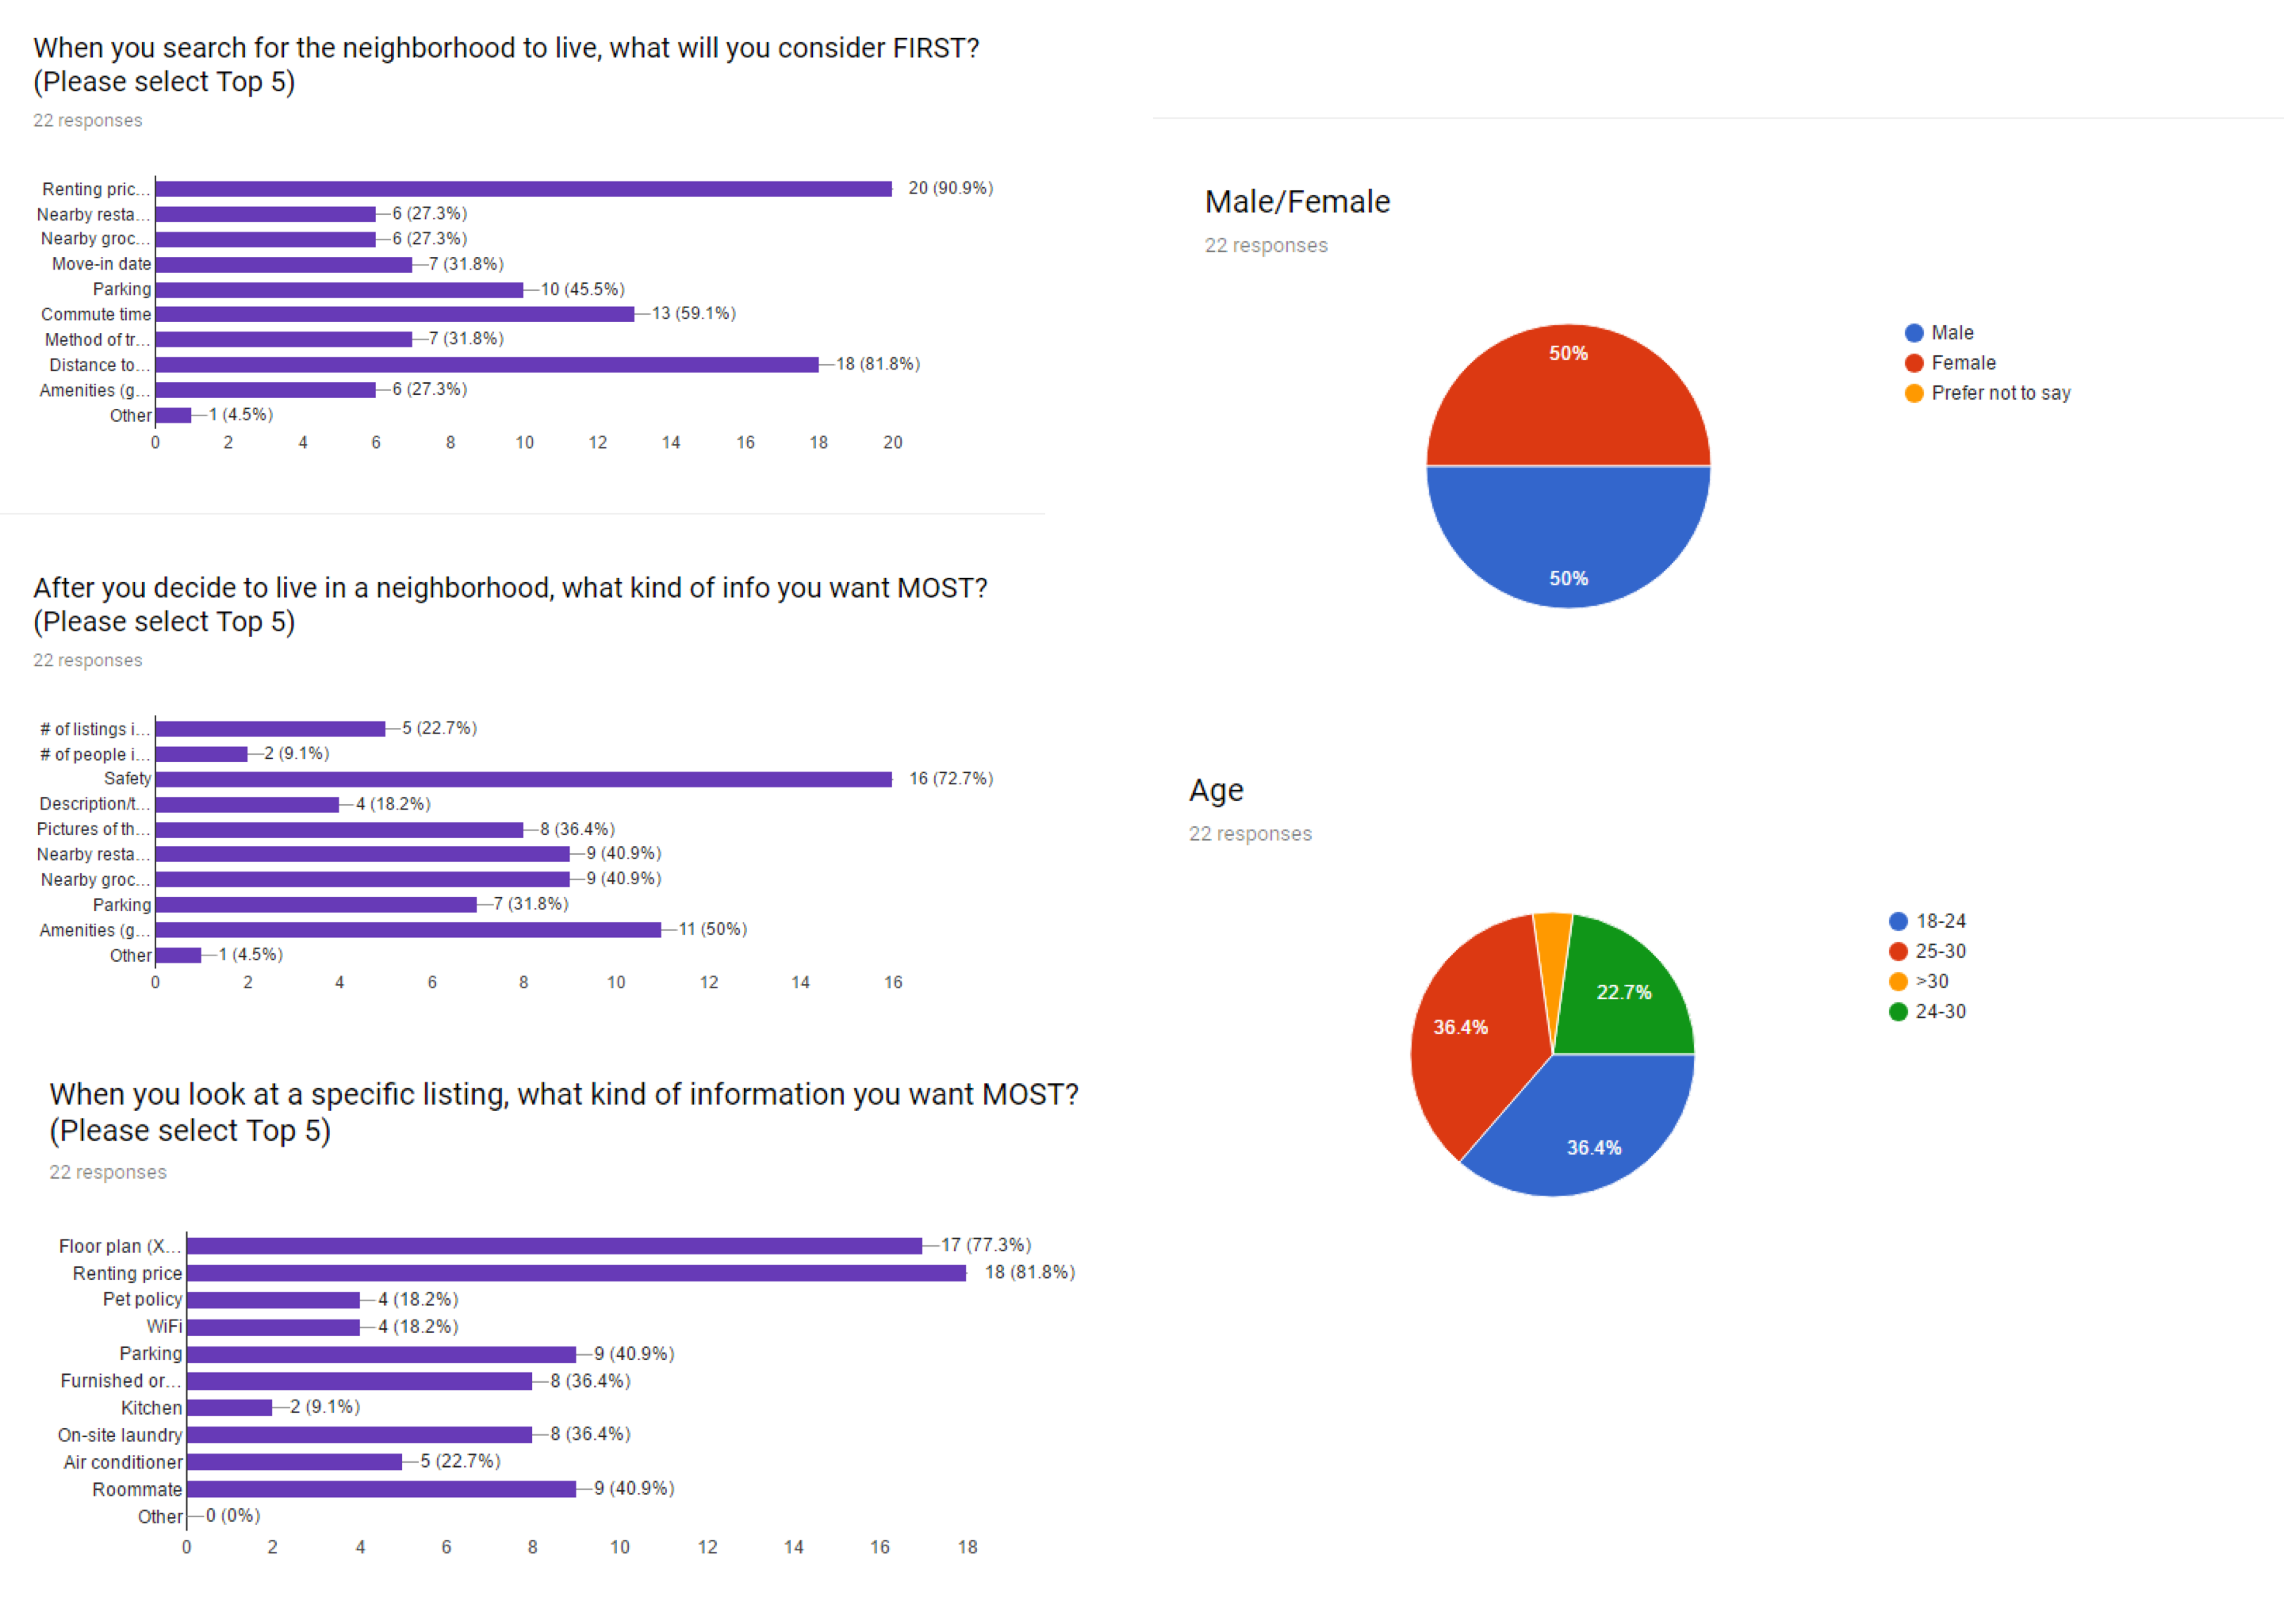 When you search for the neighborhood to live, what will you consider FIRST?
(Please select Top 5)
22 responses
Renting pric... 20 (90.9%)
Nearby resta... 6 (27.3%)
Nearby groc... 6 (27.3%)
Move-in date 7 (31.8%)
Parking 10 (45.5%)
Commute time 13 (59.1%)
Method of tr... 7 (31.8%)
Distance to... 18 (81.8%)
Amenities (g... 6 (27.3%)
Other 1 (4.5%)
0 2 4 6 8 10 12 14 16 18 20
After you decide to live in a neighborhood, what kind of info you want MOST?
(Please select Top 5)
22 responses
# of listings i... 5 (22.7%)
# of people i... 2 (9.1%)
Safety 16 (72.7%)
Description/t... 4 (18.2%)
Pictures of th... 8 (36.4%)
Nearby resta... 9 (40.9%)
Nearby groc... 9 (40.9%)
Parking 7 (31.8%)
Amenities (g... 11 (50%)
Other 1 (4.5%)
0 2 4 6 8 10 12 14 16
When you look at a specific listing, what kind of information you want MOST?
(Please select Top 5)
22 responses
Floor plan (X... 17 (77.3%)
Renting price 18 (81.8%)
Pet policy 4 (18.2%)
WiFi 4 (18.2%)
Parking 9 (40.9%)
Furnished or... 8 (36.4%)
Kitchen 2 (9.1%)
On-site laundry 8 (36.4%)
Air conditioner 5 (22.7%)
Roommate 9 (40.9%)
Other 0 (0%)
0 2 4 6 8 10 12 14 16 18
Male/Female
22 responses
50%
50%
Male
Female
Prefer not to say
Age
22 responses
22.7%
36.4%
36.4%
18-24
25-30
>30
24-30